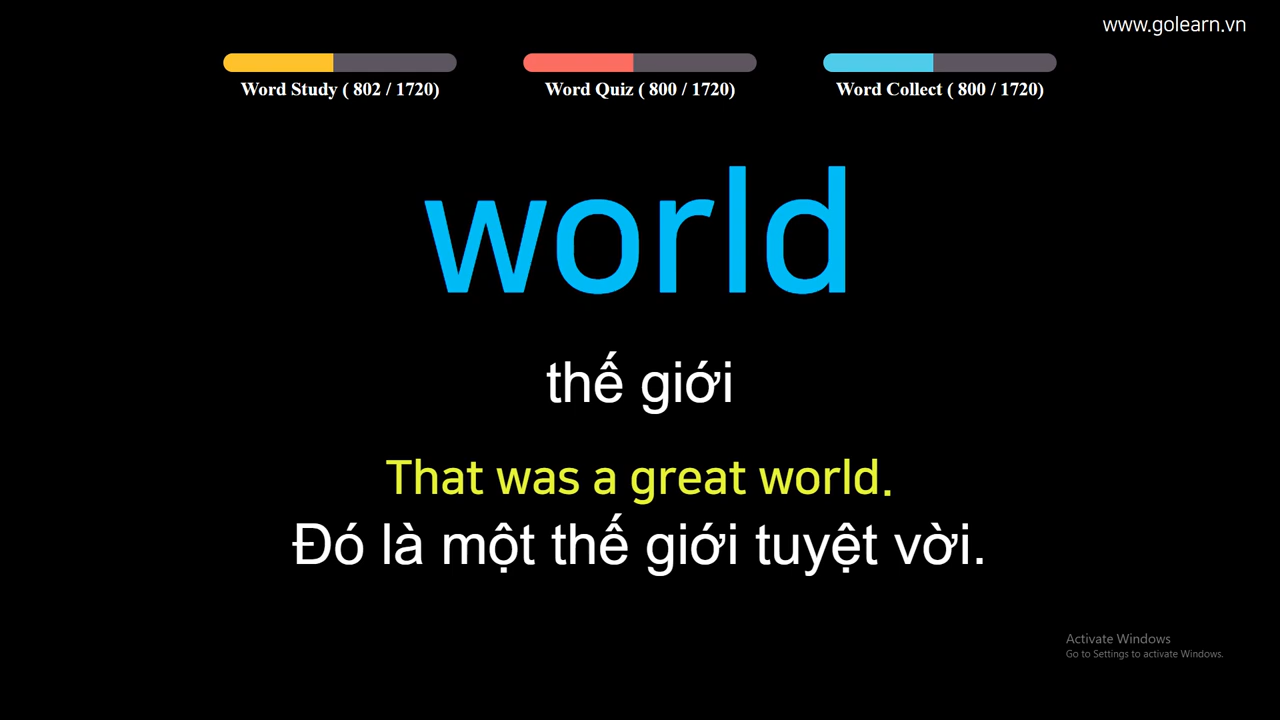 www.golearn.vn
Word Study ( 802 / 1720)
Word Quiz ( 800 / 1720)
Word Collect ( 800 / 1720)
world
thế giới
That was a great world.
Đó là một thế giới tuyệt vời.
Activate Windows
Go to Settings to activate Windows.